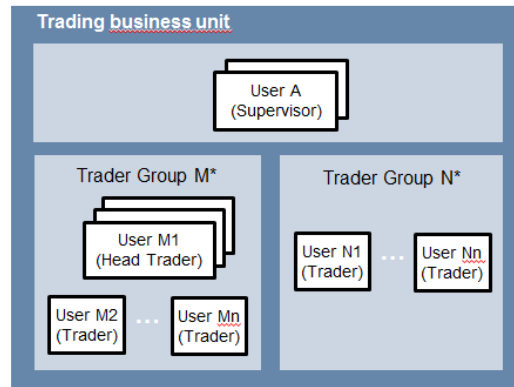 Trading business unit
User A
(Supervisor)
Trader Group M*
User M1
(Head Trader)
User M2
(Trader)
...
User Mn
(Trader)
Trader Group N*
User N1
(Trader)
...
User Nn
(Trader)